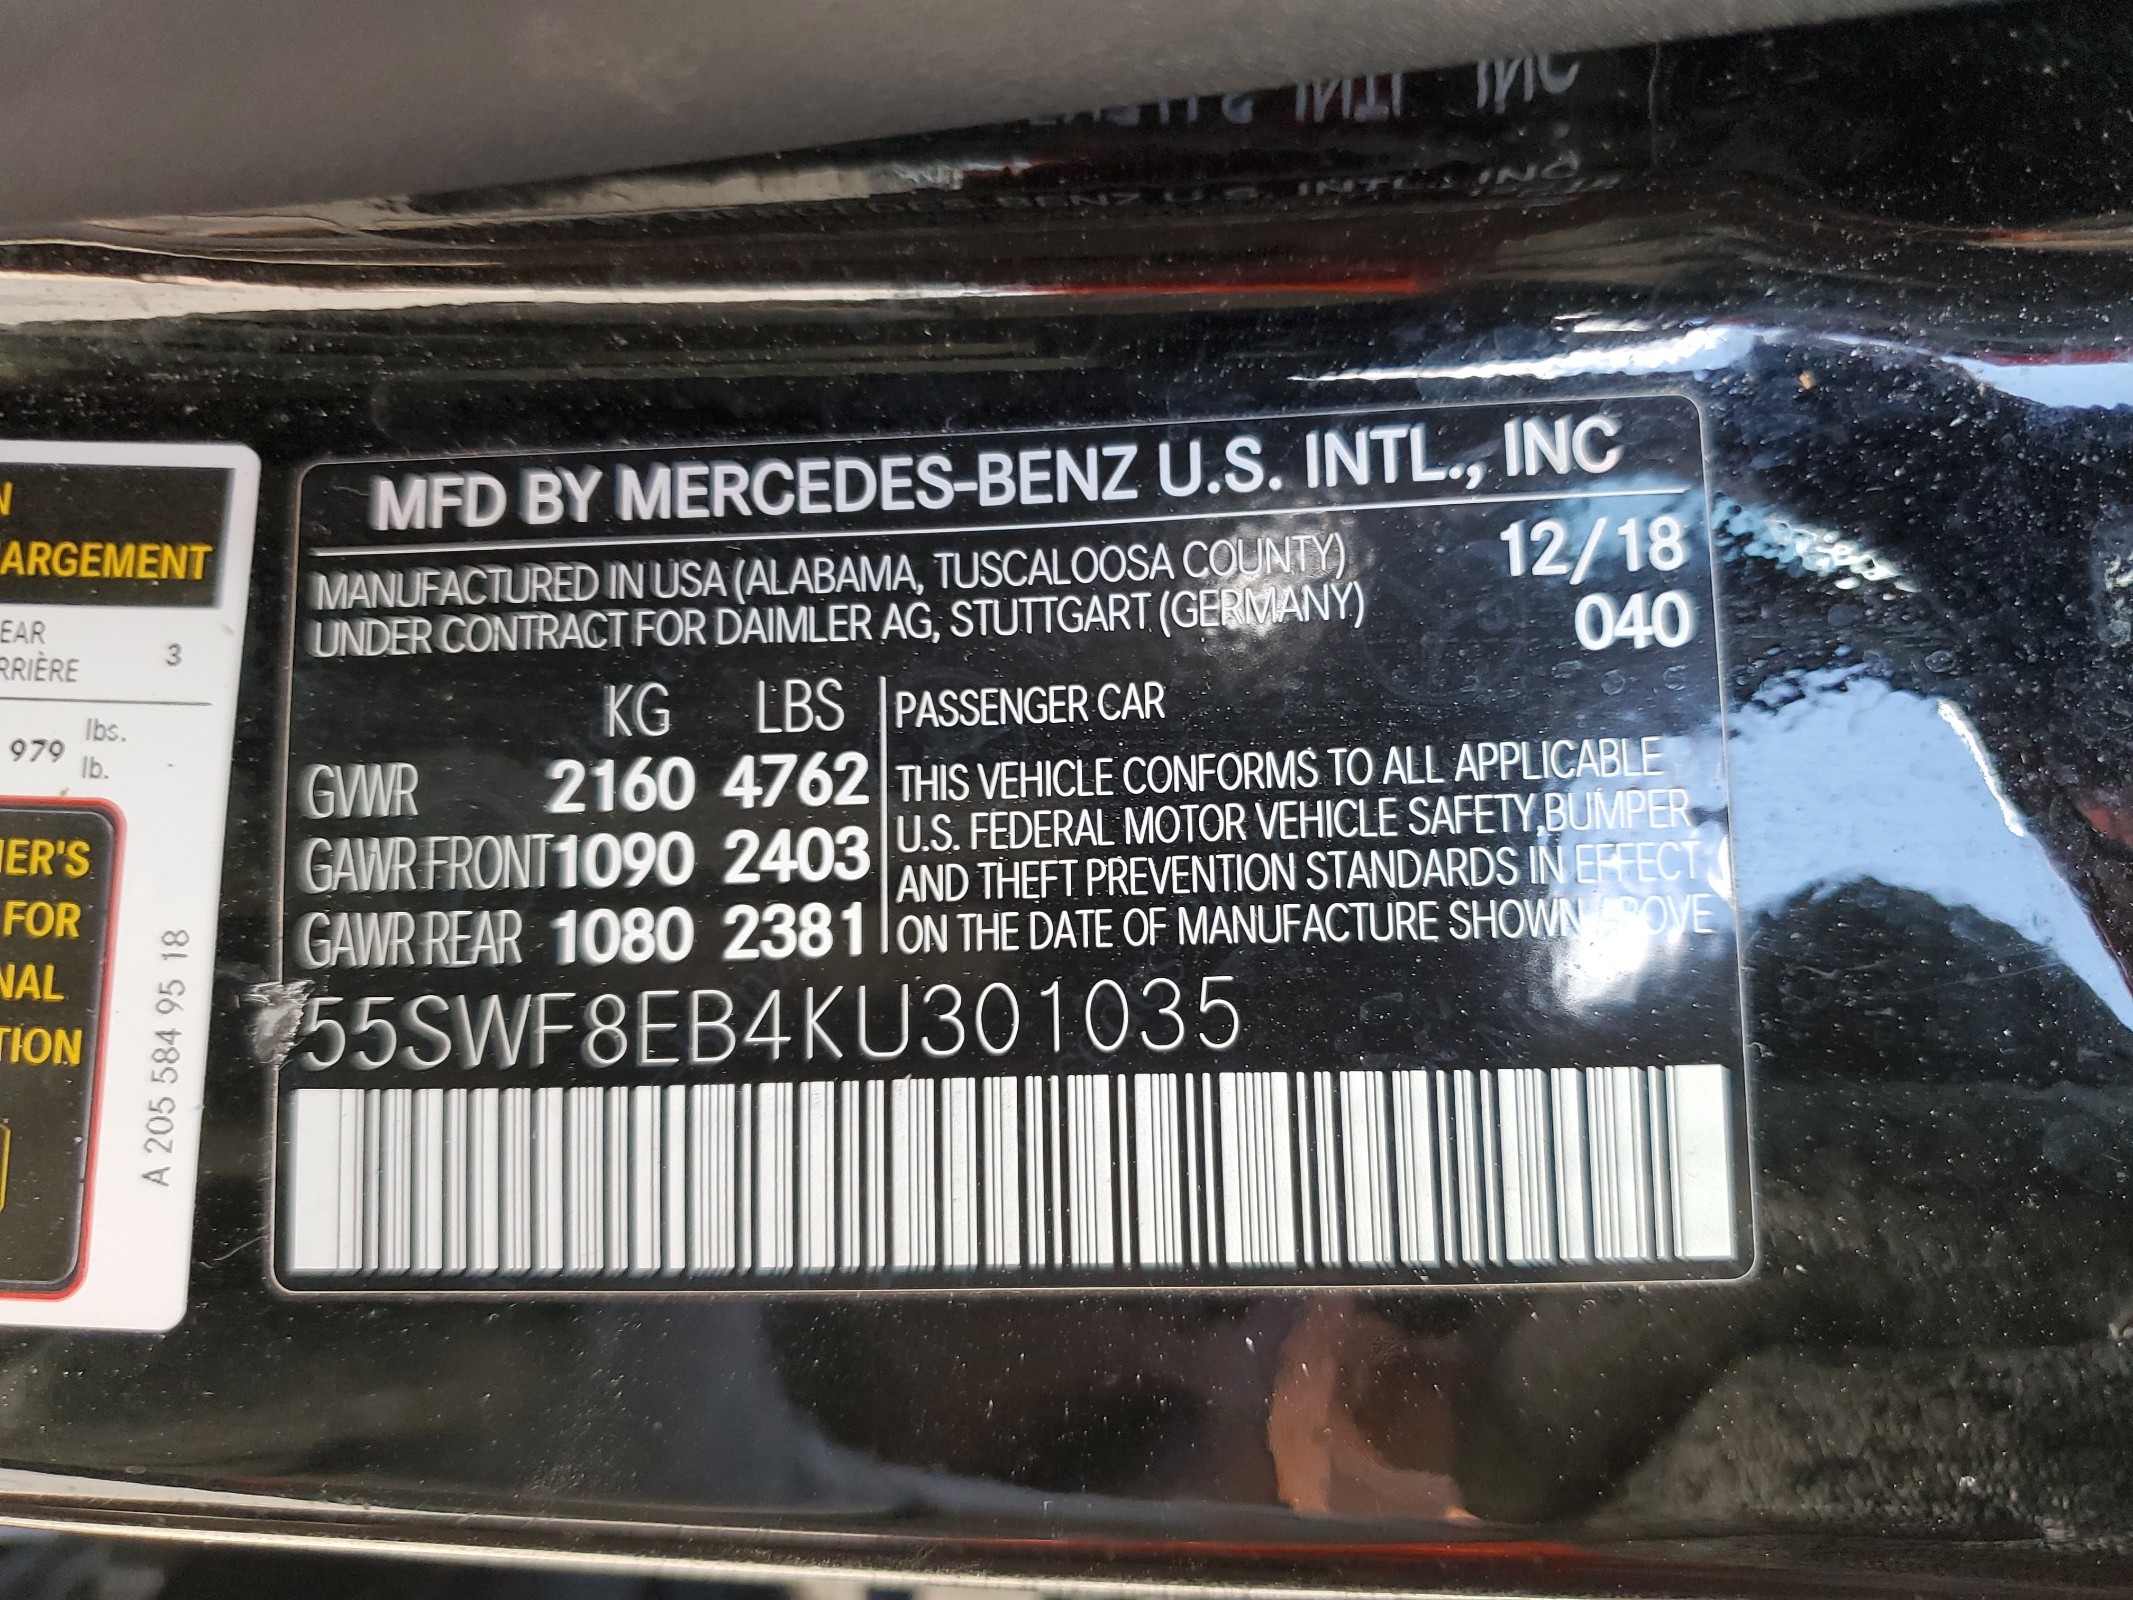 MFD BY MERCEDES-BENZ U.S. INTL., INC
MANUFACTURED IN USA (ALABAMA, TUSCALOOSA COUNTY) 12/18
UNDER CONTRACT FOR DAIMLER AG, STUTTGART (GERMANY) 040
KG LBS
GVWR 2160 4762
GAWR FRONT 1090 2403
GAWR REAR 1080 2381
PASSENGER CAR
THIS VEHICLE CONFORMS TO ALL APPLICABLE
U.S. FEDERAL MOTOR VEHICLE SAFETY, BUMPER,
AND THEFT PREVENTION STANDARDS IN EFFECT
ON THE DATE OF MANUFACTURE SHOWN ABOVE
55SWF8EB4KU301035
N
ARGEMENT
EAR
RRIÈRE 3
979 lbs.
lb.
ER'S
FOR
NAL
TION
A 205 584 95 18